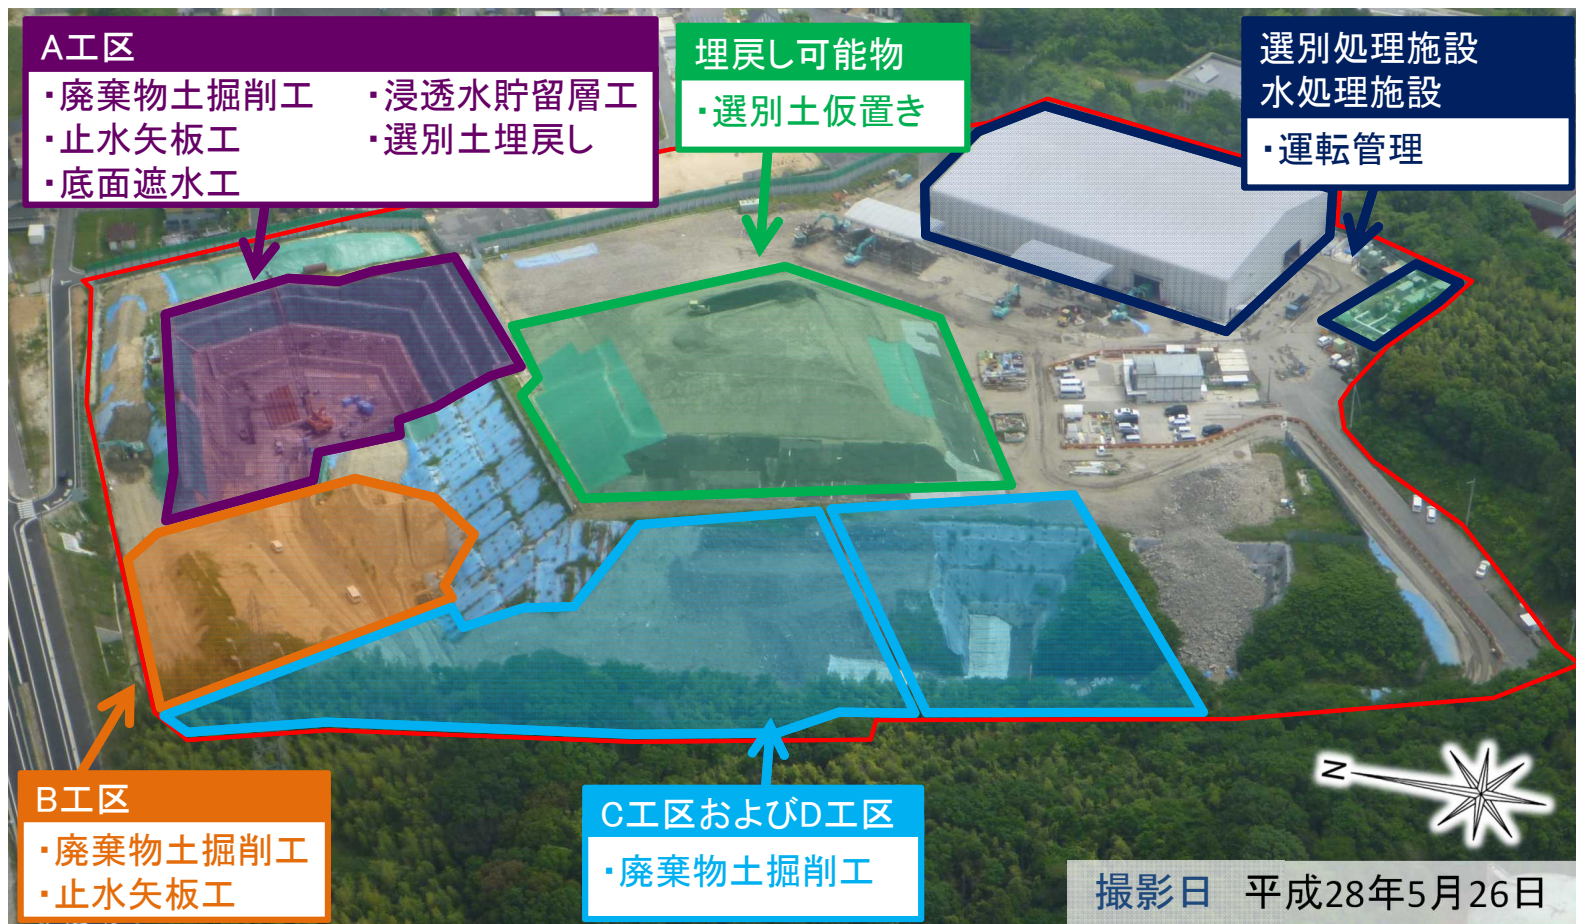 A工区
・廃棄物土掘削工 ・浸透水貯留層工
・止水矢板工 ・選別土埋戻し
・底面遮水工
埋戻し可能物
・選別土仮置き
選別処理施設
水処理施設
・運転管理
B工区
・廃棄物土掘削工
・止水矢板工
C工区およびD工区
・廃棄物土掘削工
N
撮影日 平成28年5月26日